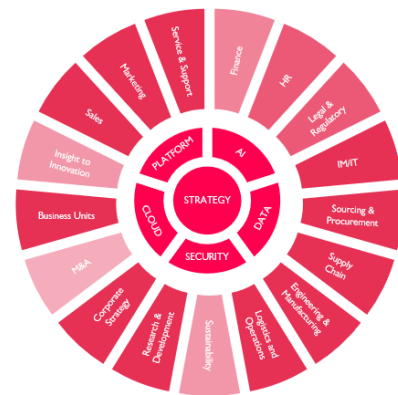 Finance
HR
Legal &
Regulatory
IM/IT
Sourcing &
Procurement
Supply
Chain
Engineering &
Manufacturing
Logistics and
Operations
Sustainability
Research &
Development
Corporate
Strategy
M&A
Business Units
Insight to
Innovation
Sales
Marketing
Service & Support
PLATFORM
AI
DATA
SECURITY
CLOUD
STRATEGY